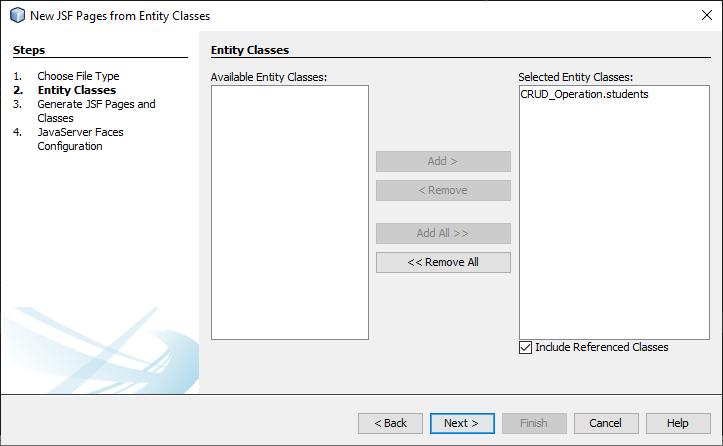 New JSF Pages from Entity Classes
Steps
1. Choose File Type
2. Entity Classes
3. Generate JSF Pages and
Classes
4. JavaServer Faces
Configuration
Entity Classes
Available Entity Classes:
Selected Entity Classes:
CRUD_Operation.students
Add >
< Remove
Add All >>
<< Remove All
Include Referenced Classes
< Back
Next >
Finish
Cancel
Help